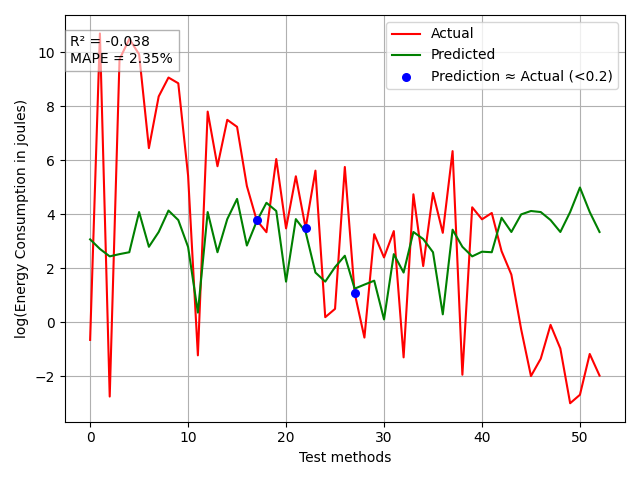 R² = -0.038
MAPE = 2.35%
Actual
Predicted
Prediction ≈ Actual (<0.2)
log(Energy Consumption in joules)
10
8
6
4
2
0
−2
0 10 20 30 40 50
Test methods